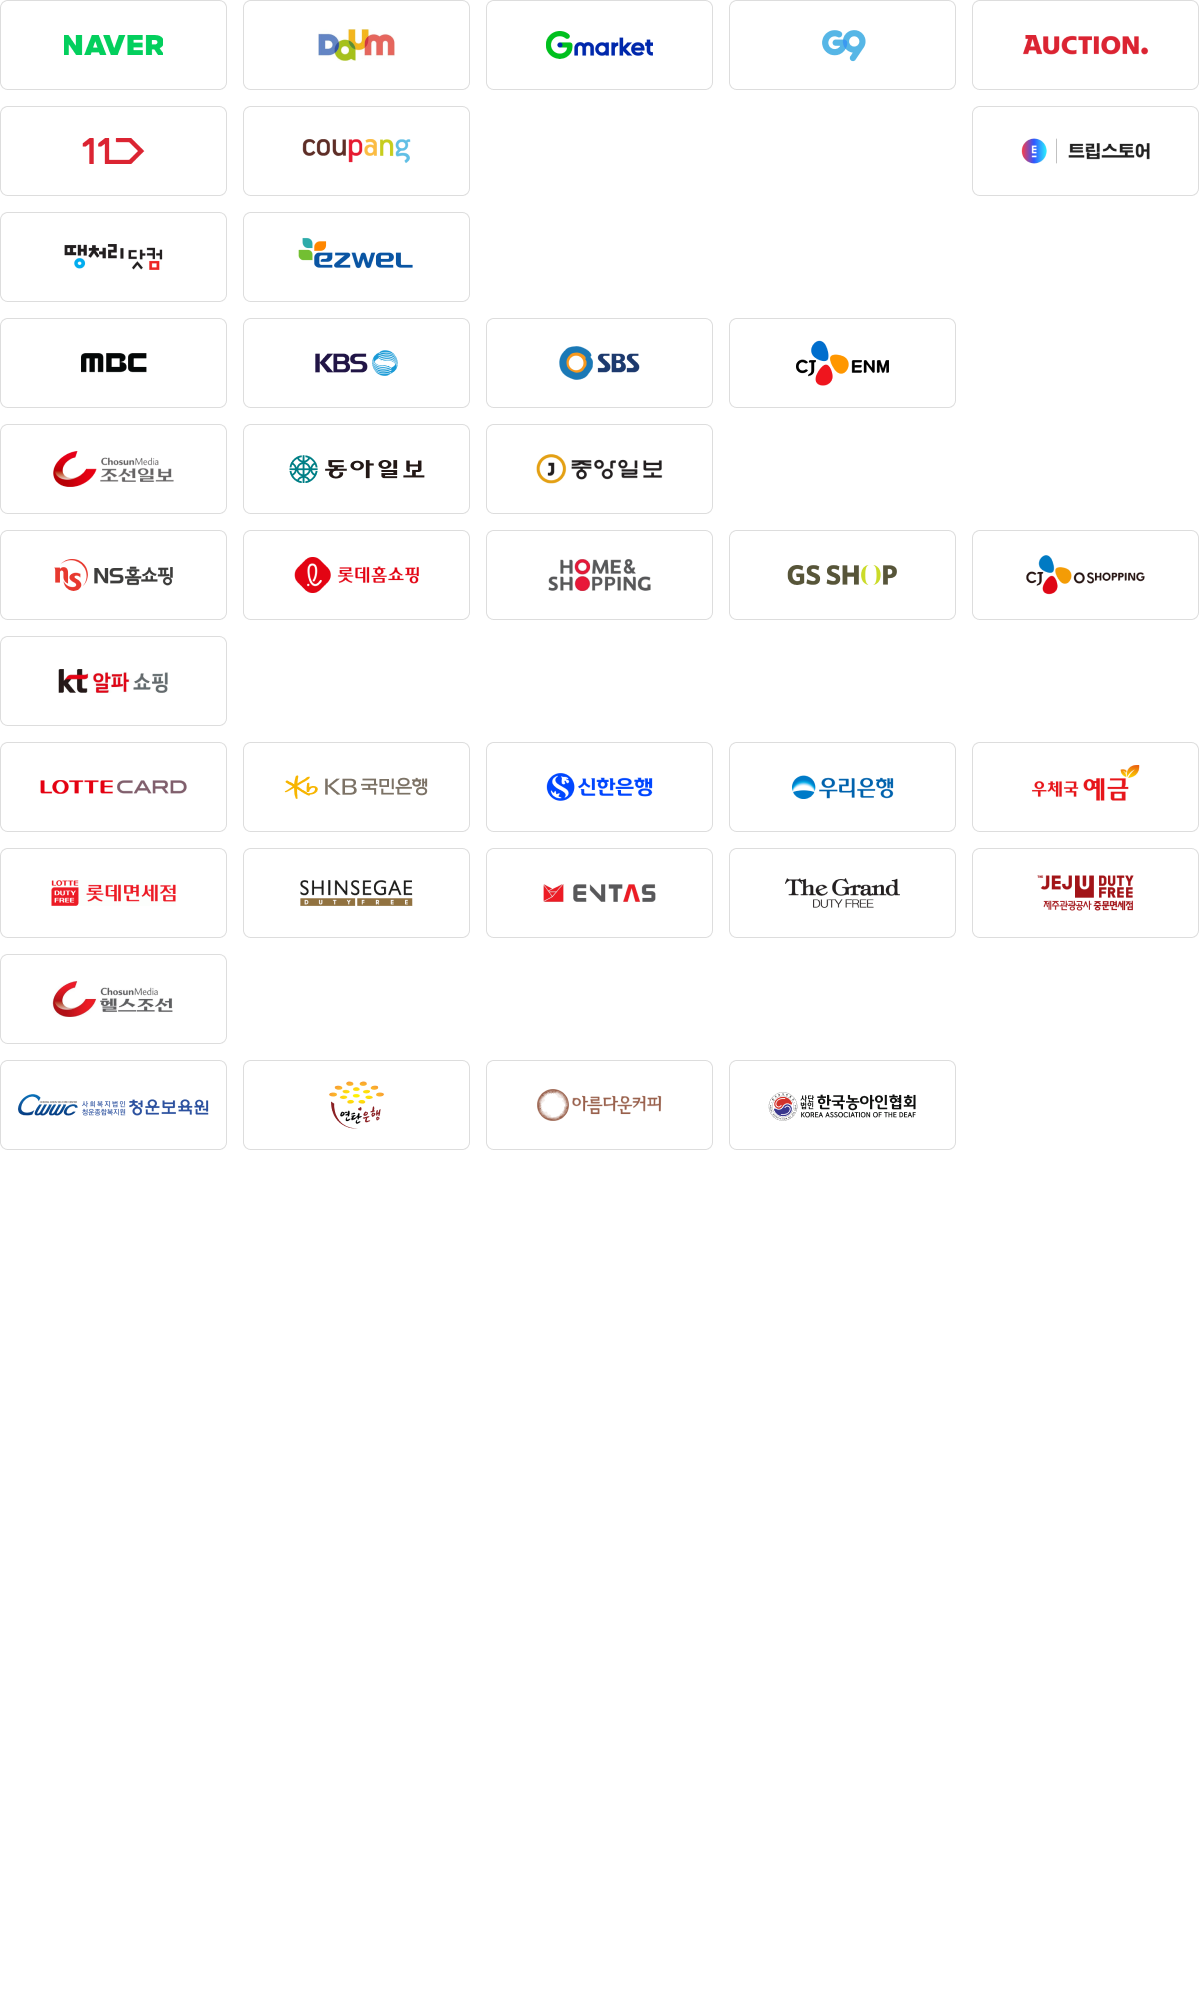 NAVER
Daum
Gmarket
G9
AUCTION.
11
coupang
E
트립스토어
땡처리닷컴
ezwel
MBC
KBS
SBS
CJ ENM
ChosunMedia
조선일보
동아일보
J 중앙일보
ns NS홈쇼핑
롯데홈쇼핑
HOME&
SHOPPING
GS SHOP
CJ O SHOPPING
kt 알파 쇼핑
LOTTE CARD
Kb KB 국민은행
S 신한은행
우리은행
우체국 예금
LOTTE
DUTY
FREE
롯데면세점
SHINSEGAE
DUTY FREE
ENTAS
The Grand
DUTY FREE
JEJU DUTY
FREE
제주관광공사 중문면세점
ChosunMedia
헬스조선
CWWC
사회복지법인
청운종합복지원
청운보육원
연탄은행
아름다운커피
사단
법인
한국농아인협회
KOREA ASSOCIATION OF THE DEAF